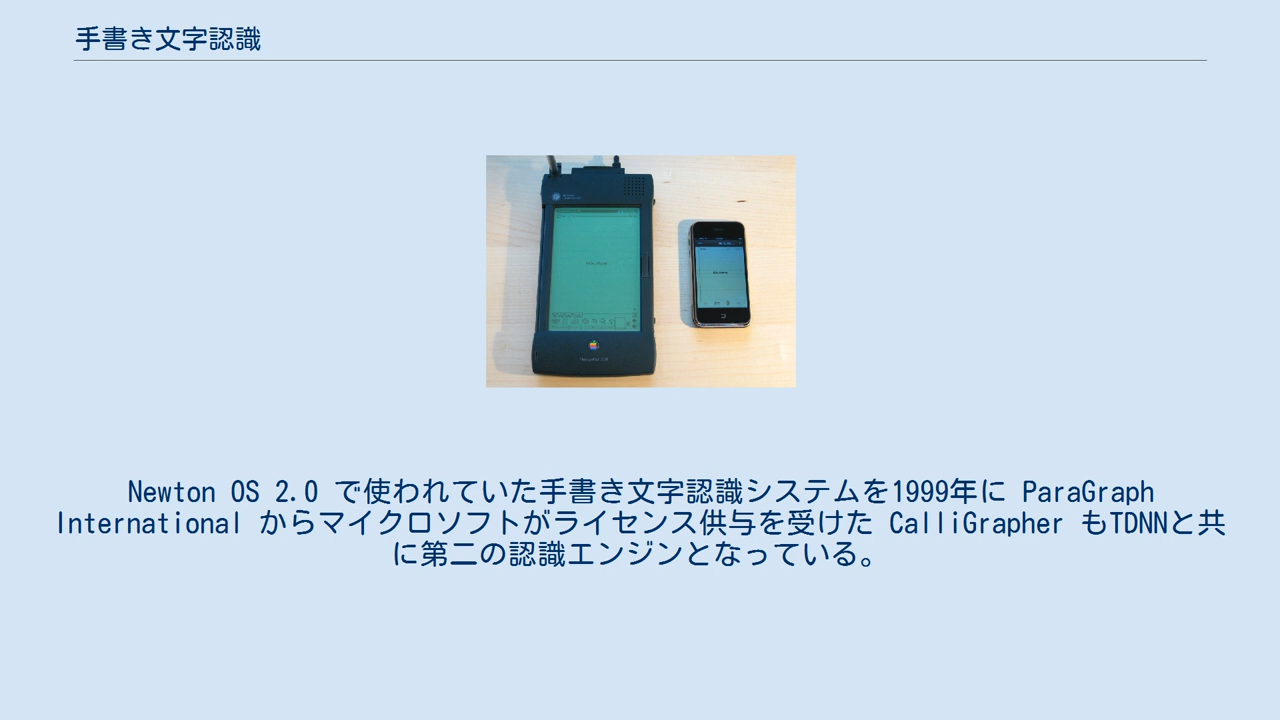 手書き文字認識
Newton OS 2.0 で使われていた手書き文字認識システムを1999年に ParaGraph
International からマイクロソフトがライセンス供与を受けた CalliGrapher もTDNNと共
に第二の認識エンジンとなっている。